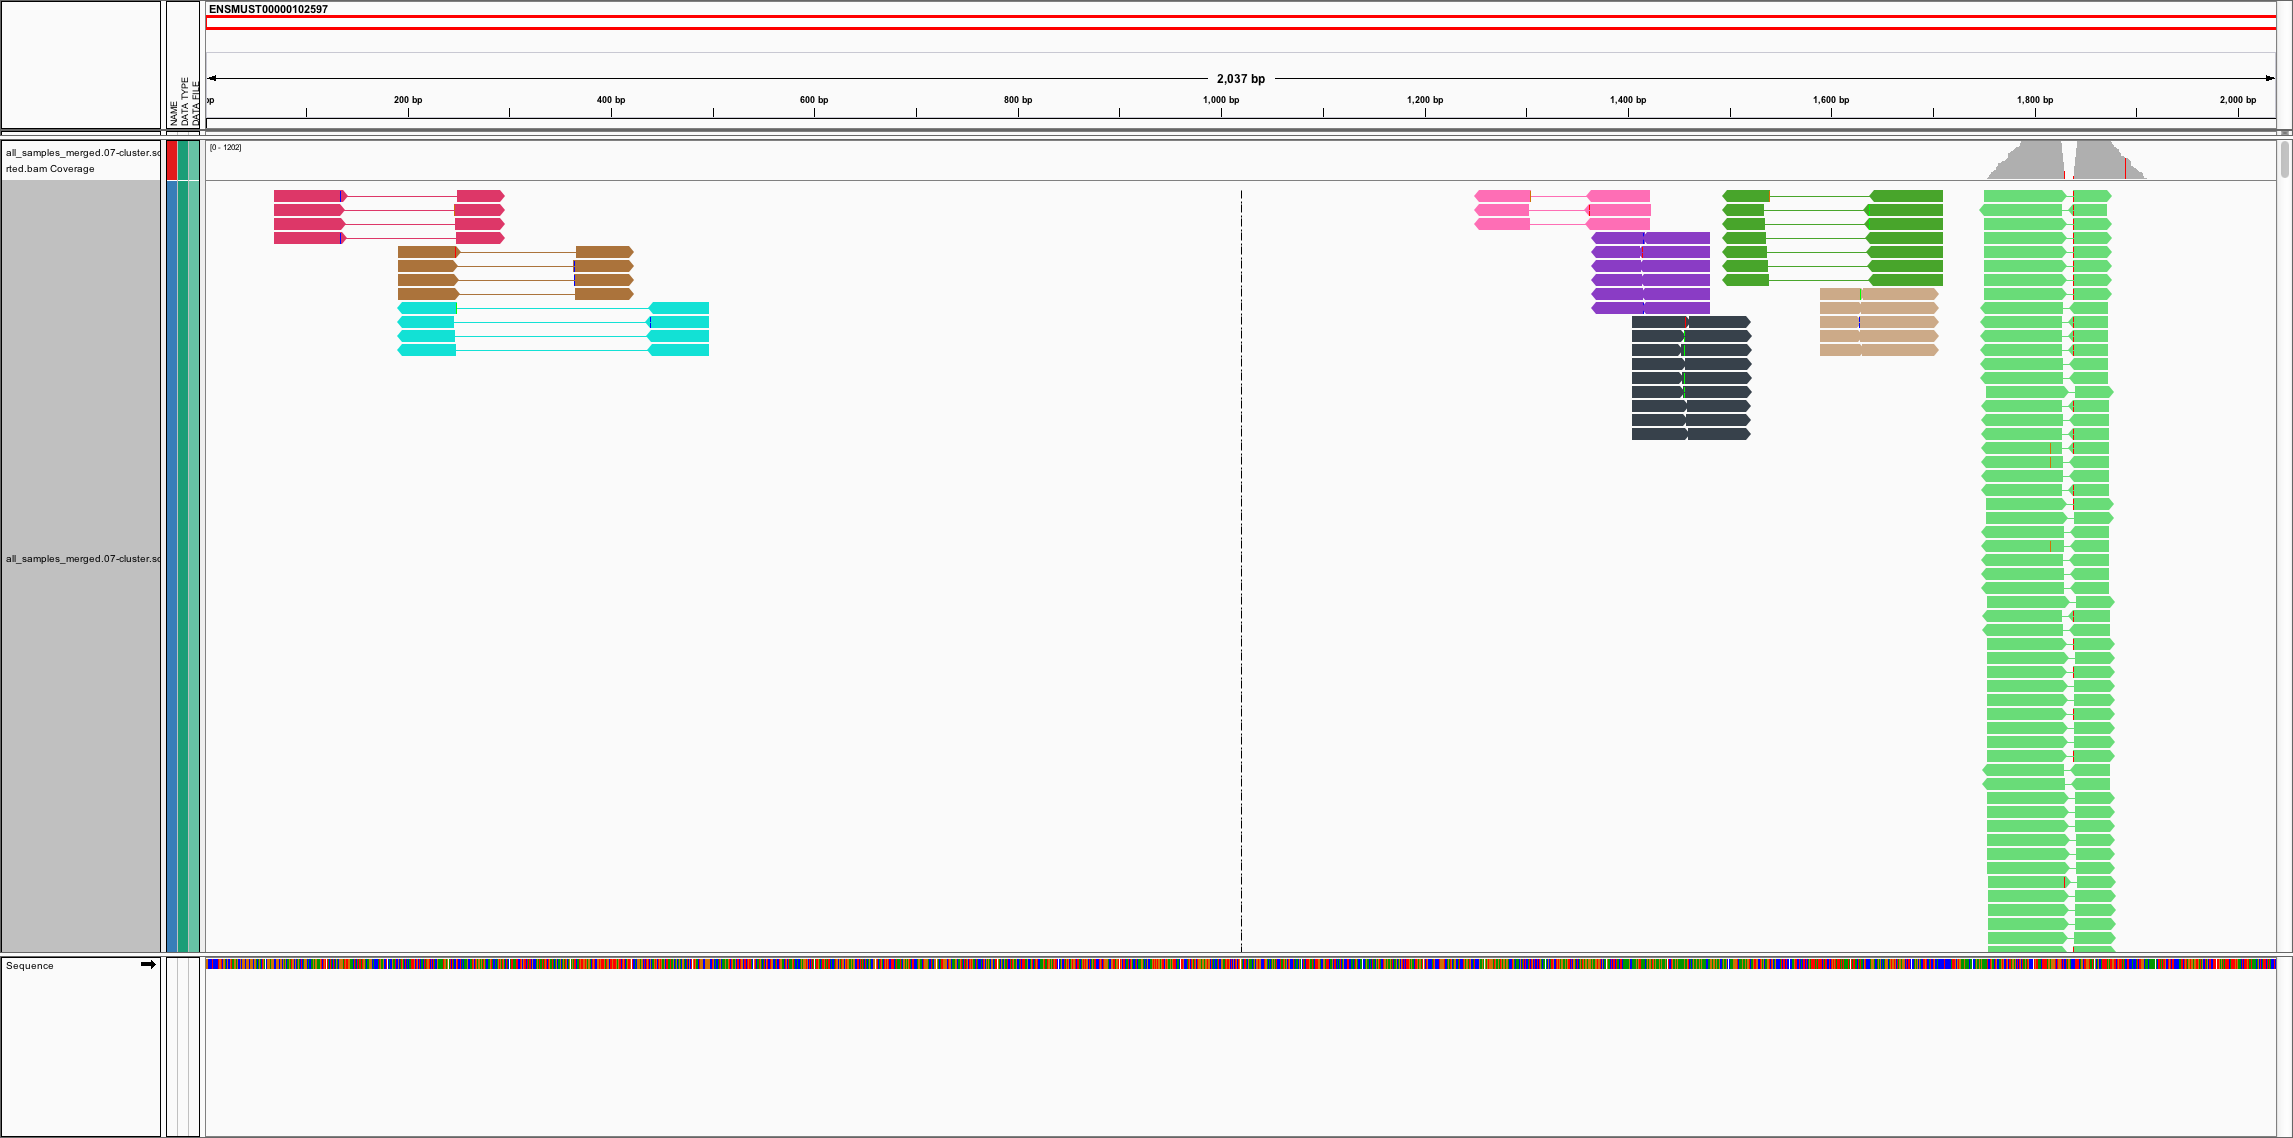 ENSMUST00000102597
NAME
DATA TYPE
DATA FILE
2,037 bp
bp 200 bp 400 bp 600 bp 800 bp 1,000 bp 1,200 bp 1,400 bp 1,600 bp 1,800 bp 2,000 bp
all_samples_merged.07-cluster.so
rted.bam Coverage
[0 - 1202]
all_samples_merged.07-cluster.so
Sequence